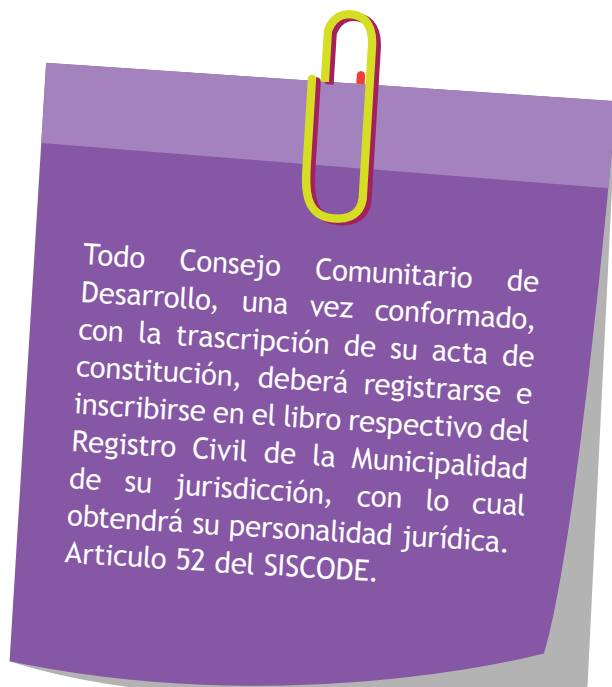 Todo Consejo Comunitario de
Desarrollo, una vez conformado,
con la trascripción de su acta de
constitución, deberá registrarse e
inscribirse en el libro respectivo del
Registro Civil de la Municipalidad
de su jurisdicción, con lo cual
obtendrá su personalidad jurídica.
Articulo 52 del SISCODE.